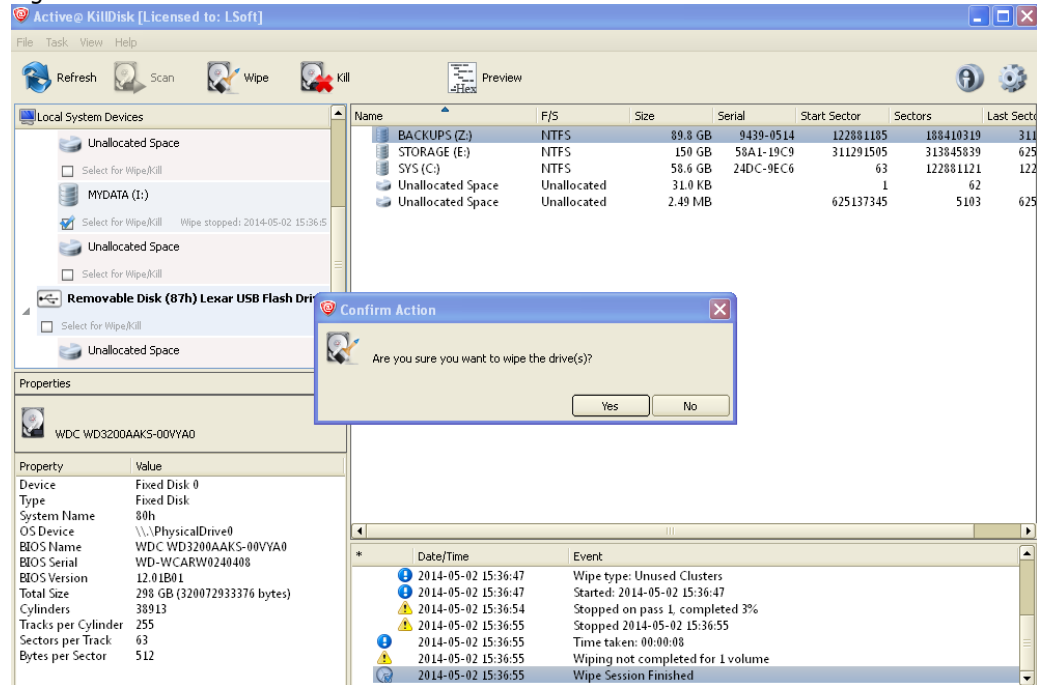 Active@ KillDisk [Licensed to: LSoft]
File Task View Help
Refresh Scan Wipe Kill Hex Preview
Local System Devices
Unallocated Space
Select for Wipe/Kill
MYDATA (I:)
Select for Wipe/Kill Wipe stopped: 2014-05-02 15:36:5
Unallocated Space
Select for Wipe/Kill
Removable Disk (87h) Lexar USB Flash Dri
Select for Wipe/Kill
Unallocated Space
Name F/S Size Serial Start Sector Sectors Last Secto
BACKUPS (Z:) NTFS 89.8 GB 9439-0514 122881185 188410319 311
STORAGE (E:) NTFS 150 GB 58A1-19C9 311291505 313845839 625
SYS (C:) NTFS 58.6 GB 24DC-9EC6 63 122881121 122
Unallocated Space Unallocated 31.0 KB 1 62
Unallocated Space Unallocated 2.49 MB 625137345 5103 625
Confirm Action
Are you sure you want to wipe the drive(s)?
Yes No
Properties
WDC WD3200AAKS-00VYA0
Property Value
Device Fixed Disk 0
Type Fixed Disk
System Name 80h
OS Device \\.\PhysicalDrive0
BIOS Name WDC WD3200AAKS-00VYA0
BIOS Serial WD-WCARW0240408
BIOS Version 12.01B01
Total Size 298 GB (320072933376 bytes)
Cylinders 38913
Tracks per Cylinder 255
Sectors per Track 63
Bytes per Sector 512
* Date/Time Event
2014-05-02 15:36:47 Wipe type: Unused Clusters
2014-05-02 15:36:47 Started: 2014-05-02 15:36:47
2014-05-02 15:36:54 Stopped on pass 1, completed 3%
2014-05-02 15:36:55 Stopped 2014-05-02 15:36:55
2014-05-02 15:36:55 Time taken: 00:00:08
2014-05-02 15:36:55 Wiping not completed for 1 volume
2014-05-02 15:36:55 Wipe Session Finished